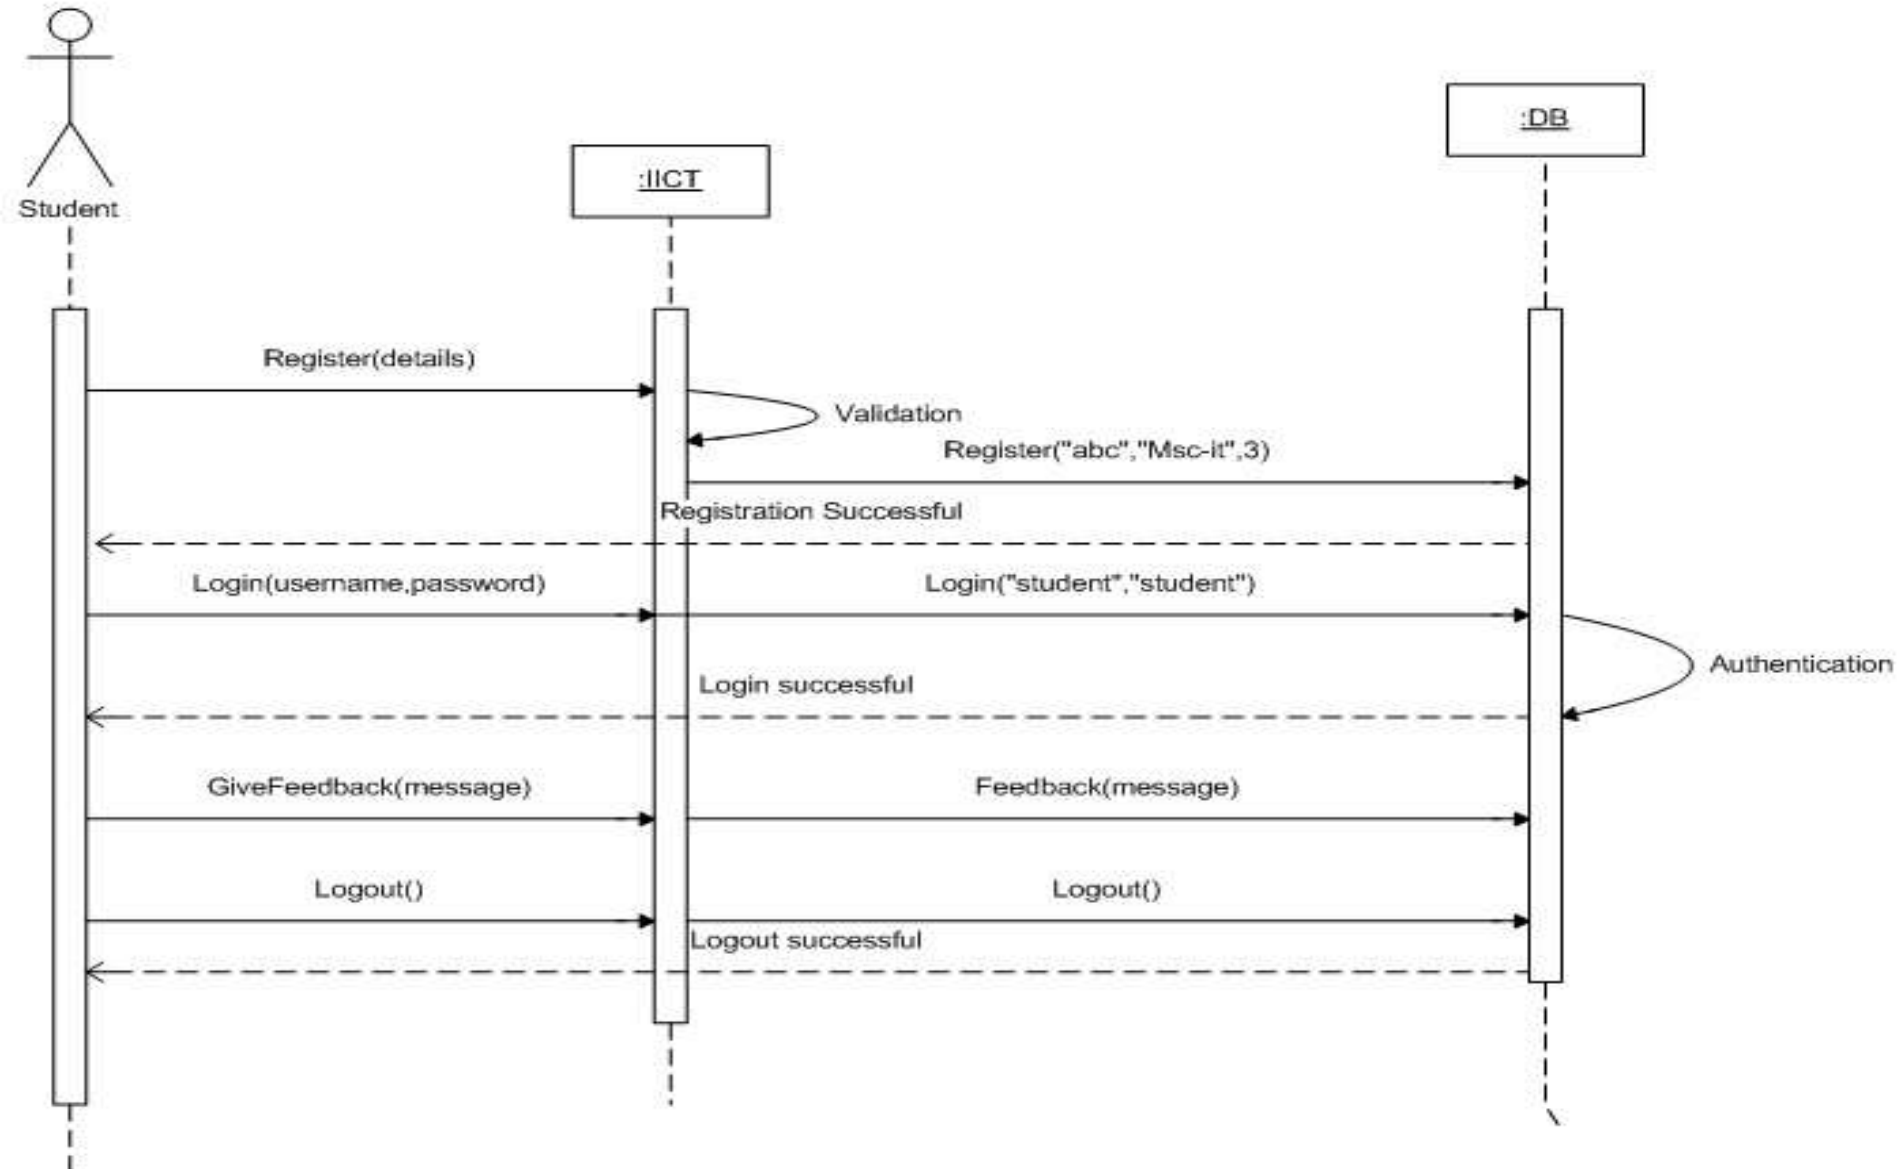 :DB
:IICT
Student
Register(details)
Validation
Register("abc","Msc-it",3)
Registration Successful
Login(username,password)
Login("student","student")
Authentication
Login successful
GiveFeedback(message)
Feedback(message)
Logout()
Logout()
Logout successful